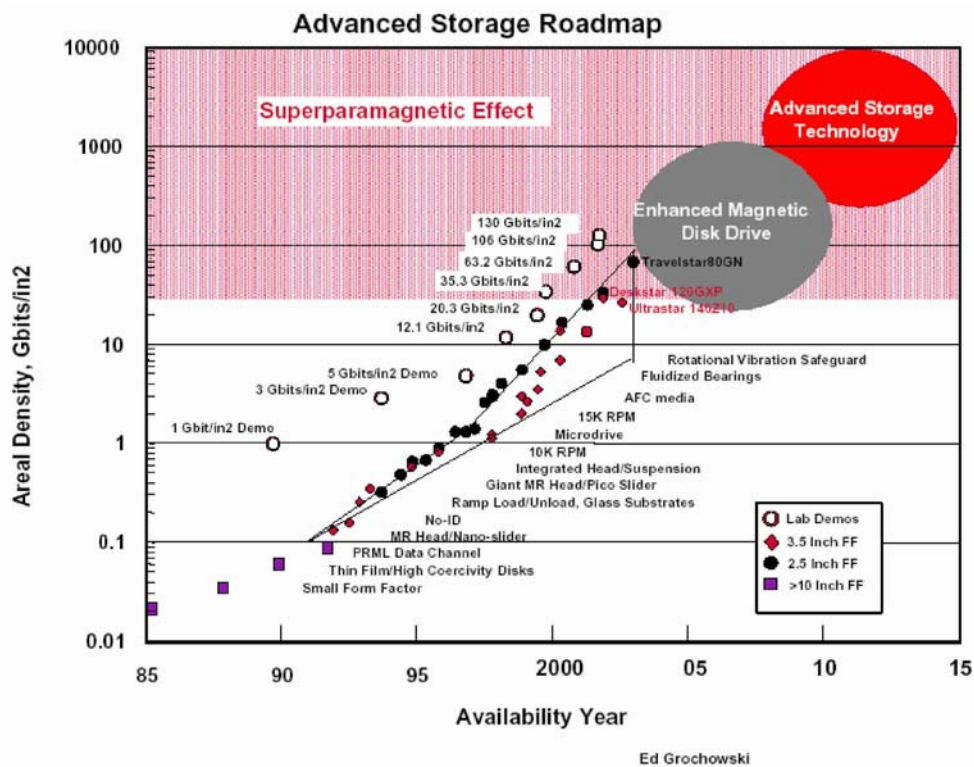 Advanced Storage Roadmap
10000
1000
100
10
1
0.1
0.01
Areal Density, Gbits/in2
Superparamagnetic Effect
Advanced Storage
Technology
Enhanced Magnetic
Disk Drive
130 Gbits/in2
106 Gbits/in2
63.2 Gbits/in2
35.3 Gbits/in2
20.3 Gbits/in2
12.1 Gbits/in2
5 Gbits/in2 Demo
3 Gbits/in2 Demo
1 Gbit/in2 Demo
Travelstar80GN
Deskstar 120GXP
Ultrastar 146Z10
Rotational Vibration Safeguard
Fluidized Bearings
AFC media
15K RPM
Microdrive
10K RPM
Integrated Head/Suspension
Giant MR Head/Pico Slider
Ramp Load/Unload, Glass Substrates
No-ID
MR Head/Nano-slider
PRML Data Channel
Thin Film/High Coercivity Disks
Small Form Factor
Lab Demos
3.5 Inch FF
2.5 Inch FF
>10 Inch FF
85
90
95
2000
05
10
15
Availability Year
Ed Grochowski